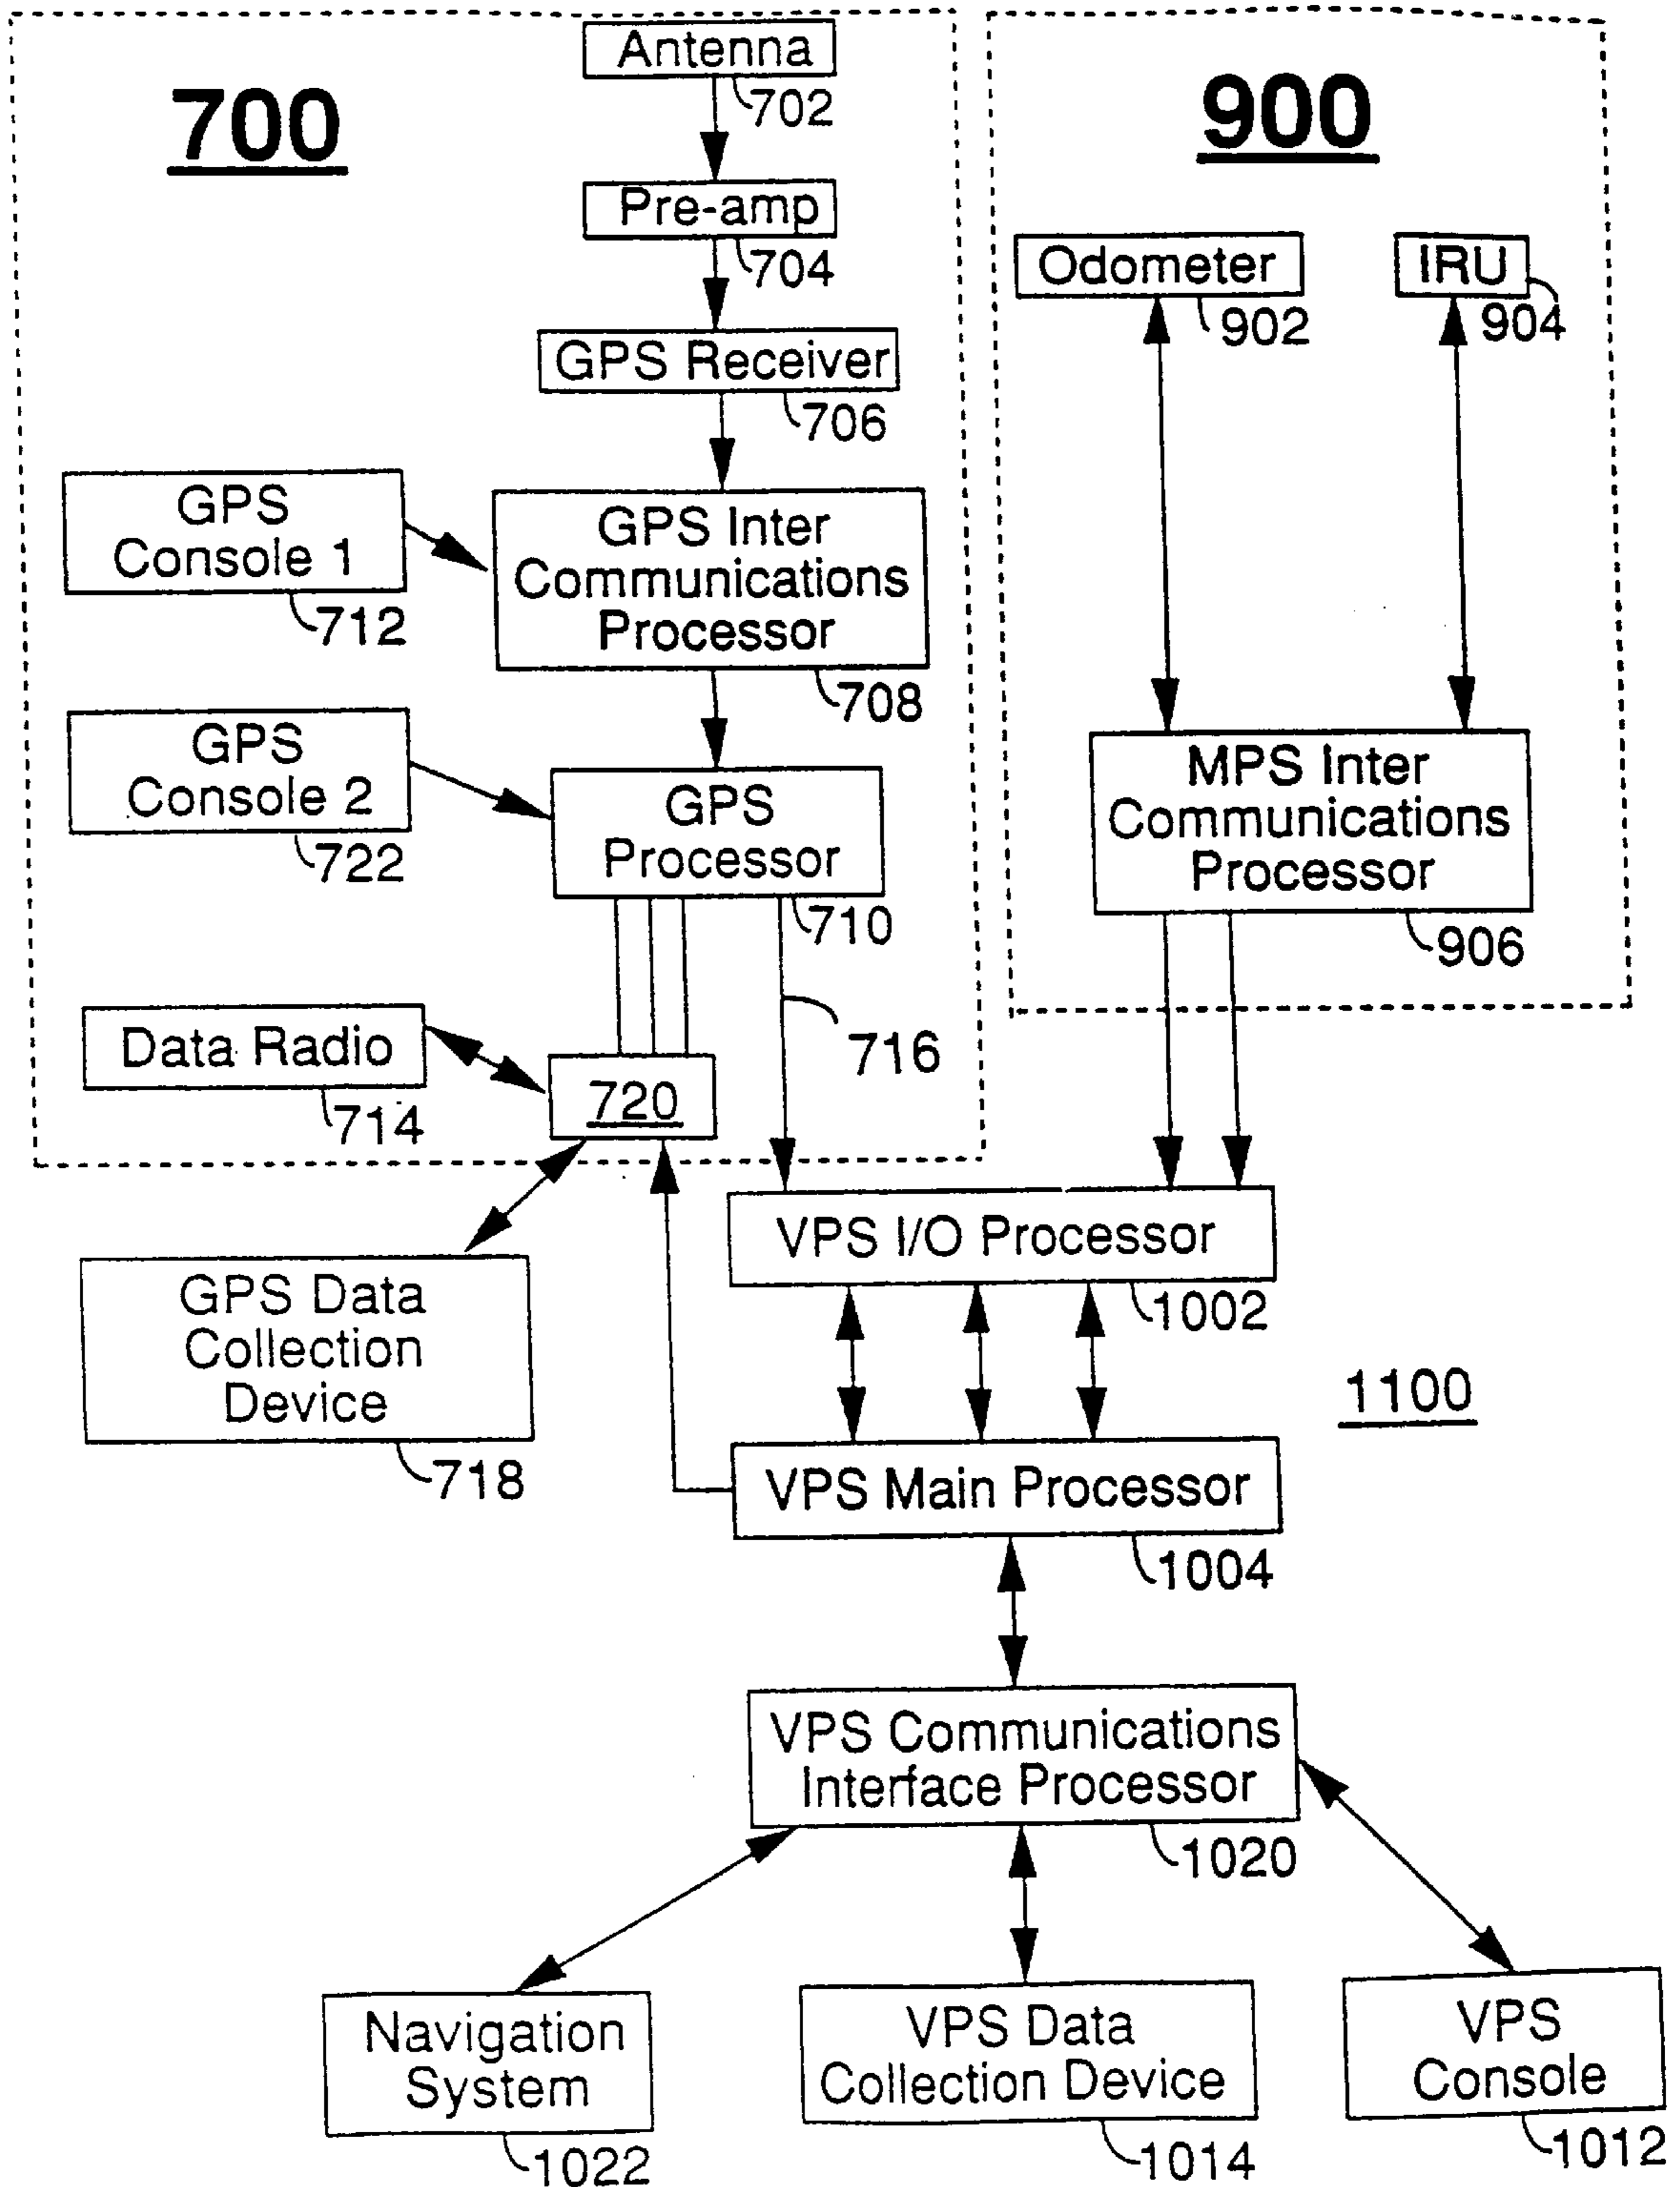 Antenna
702
700
900
Pre-amp
704
Odometer
902
IRU
904
GPS Receiver
706
GPS
Console 1
712
GPS Inter
Communications
Processor
708
GPS
Console 2
722
GPS
Processor
710
MPS Inter
Communications
Processor
906
Data Radio
714
720
716
VPS I/O Processor
1002
GPS Data
Collection
Device
718
1100
VPS Main Processor
1004
VPS Communications
Interface Processor
1020
Navigation
System
1022
VPS Data
Collection Device
1014
VPS
Console
1012